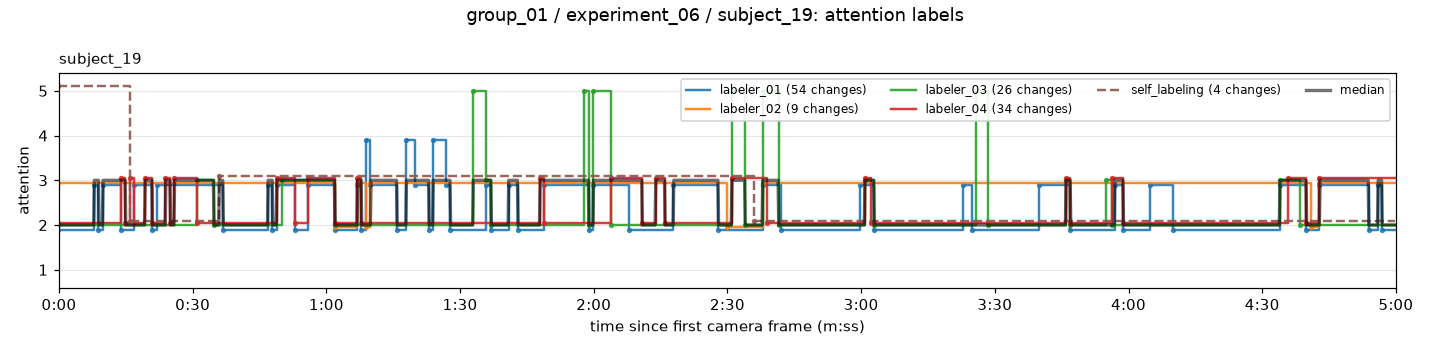 group_01 / experiment_06 / subject_19: attention labels
subject_19
labeler_01 (54 changes)
labeler_02 (9 changes)
labeler_03 (26 changes)
labeler_04 (34 changes)
self_labeling (4 changes)
median
attention
5
4
3
2
1
0:00 0:30 1:00 1:30 2:00 2:30 3:00 3:30 4:00 4:30 5:00
time since first camera frame (m:ss)